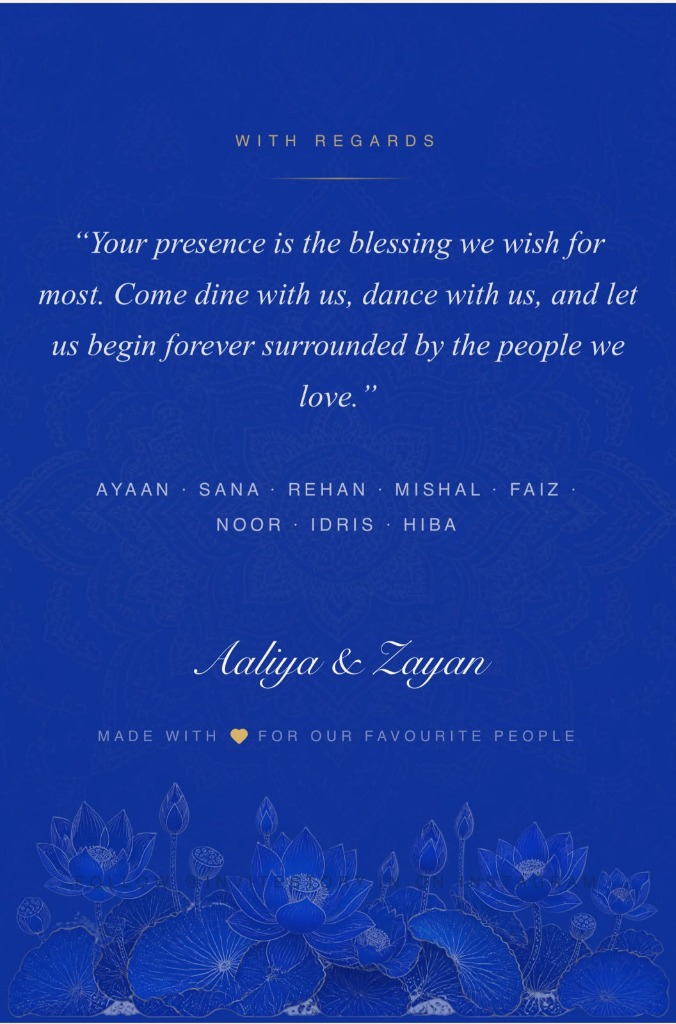 WITH REGARDS
“Your presence is the blessing we wish for
most. Come dine with us, dance with us, and let
us begin forever surrounded by the people we
love.”
AYAAN · SANA · REHAN · MISHAL · FAIZ ·
NOOR · IDRIS · HIBA
Aaliya & Zayan
MADE WITH 💛 FOR OUR FAVOURITE PEOPLE